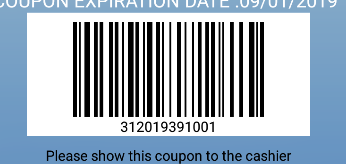 COUPON EXPIRATION DATE :09/01/2019
312019391001
Please show this coupon to the cashier